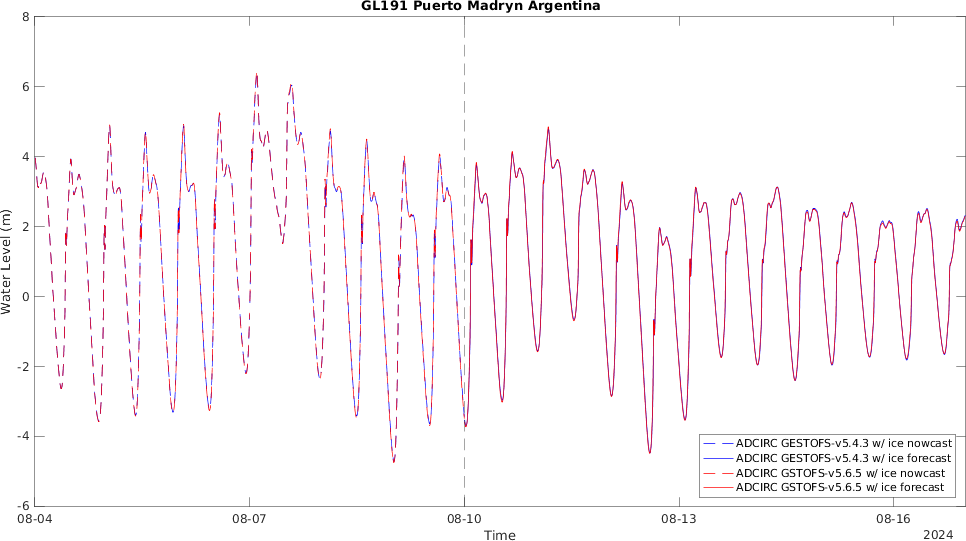 GL191 Puerto Madryn Argentina
8
6
4
2
0
-2
-4
-6
Water Level (m)
08-04
08-07
08-10
08-13
08-16
Time
2024
ADCIRC GESTOFS-v5.4.3 w/ ice nowcast
ADCIRC GESTOFS-v5.4.3 w/ ice forecast
ADCIRC GSTOFS-v5.6.5 w/ ice nowcast
ADCIRC GSTOFS-v5.6.5 w/ ice forecast